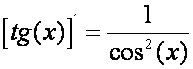 [tg(x)]' = 1/cos²(x)